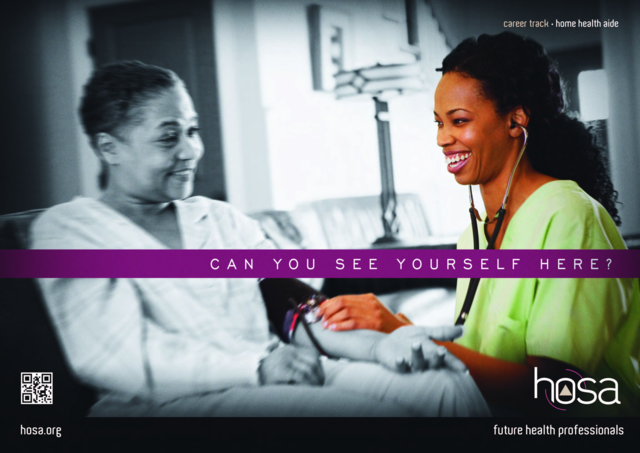 career track • home health aide
CAN YOU SEE YOURSELF HERE?
hosa
hosa.org
future health professionals